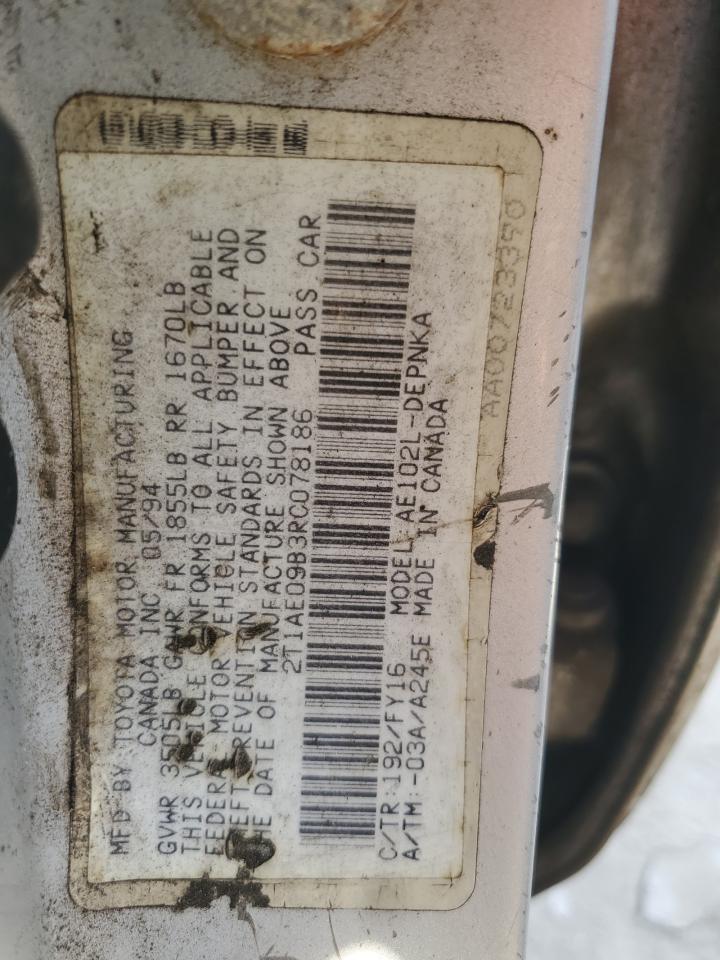 MFD BY TOYOTA MOTOR MANUFACTURING
CANADA INC 05/94
GVWR 3505LB GAWR FR 1855LB RR 1670LB
THIS VEHICLE CONFORMS TO ALL APPLICABLE
FEDERAL MOTOR VEHICLE SAFETY BUMPER AND
THEFT PREVENTION STANDARDS IN EFFECT ON
THE DATE OF MANUFACTURE SHOWN ABOVE
2T1AE09B3RC078186 PASS CAR
C/TR:192/FY16 MODEL:AE102L-DEPNKA
A/TM:-03A/A245E MADE IN CANADA
AA00723390